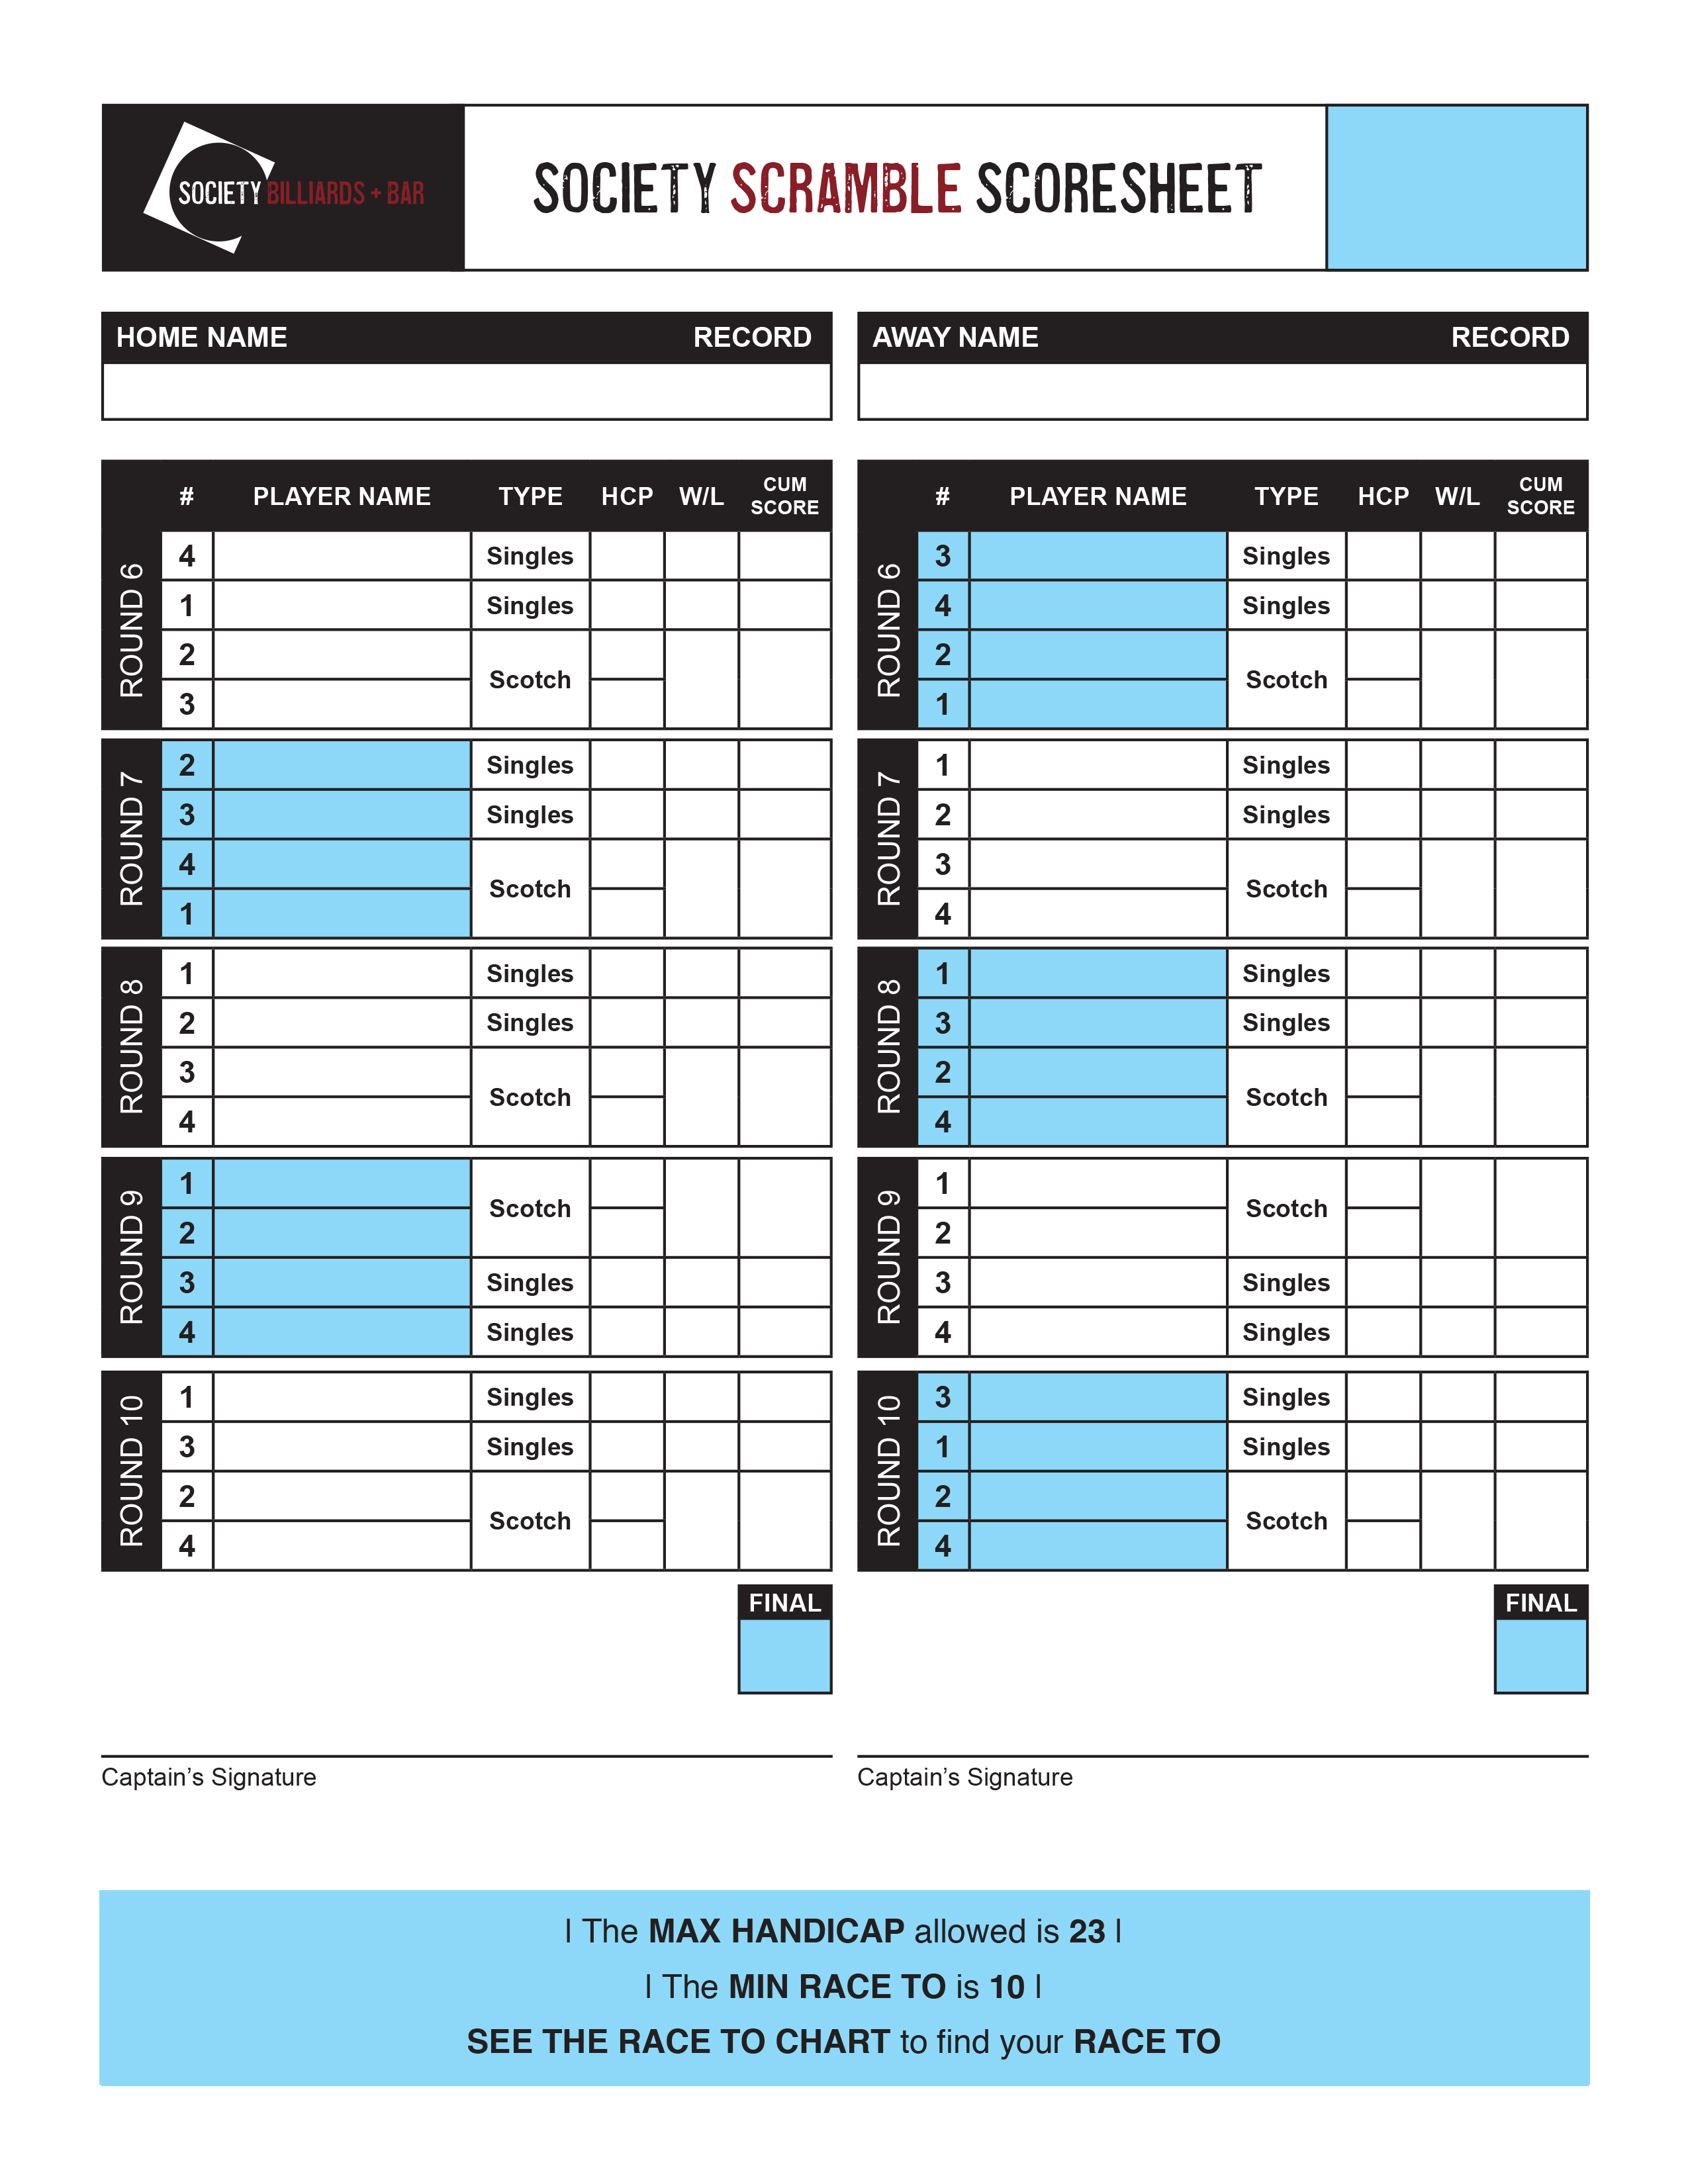 SOCIETY BILLIARDS + BAR
SOCIETY SCRAMBLE SCORESHEET
HOME NAME RECORD
AWAY NAME RECORD
# PLAYER NAME TYPE HCP W/L CUM SCORE
ROUND 6
4 Singles
1 Singles
2 Scotch
3
ROUND 7
2 Singles
3 Singles
4 Scotch
1
ROUND 8
1 Singles
2 Singles
3 Scotch
4
ROUND 9
1 Scotch
2
3 Singles
4 Singles
ROUND 10
1 Singles
3 Singles
2 Scotch
4
FINAL
Captain’s Signature
# PLAYER NAME TYPE HCP W/L CUM SCORE
ROUND 6
3 Singles
4 Singles
2 Scotch
1
ROUND 7
1 Singles
2 Singles
3 Scotch
4
ROUND 8
1 Singles
3 Singles
2 Scotch
4
ROUND 9
1 Scotch
2
3 Singles
4 Singles
ROUND 10
3 Singles
1 Singles
2 Scotch
4
FINAL
Captain’s Signature
| The MAX HANDICAP allowed is 23 |
| The MIN RACE TO is 10 |
SEE THE RACE TO CHART to find your RACE TO